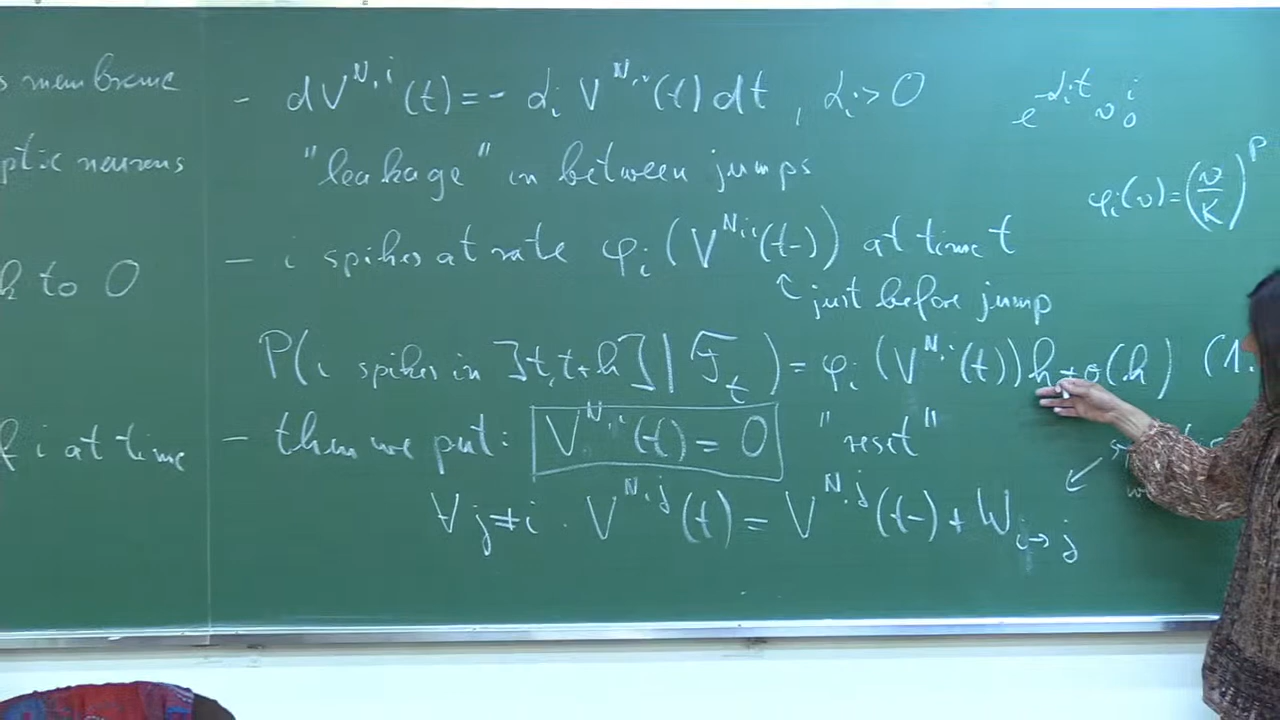 s membrane
ptic neurons
to 0
f i at time
- dV^{N,i}(t) = - α_i V^{N,i}(t) dt , α_i > 0
e^{-α_i t} v_0^i
"leakage" in between jumps
φ_i(v) = (v/K)^p
- i spikes at rate φ_i (V^{N,i}(t-)) at time t
just before jump
P(i spikes in ]t, t+h] | F_t) = φ_i (V^{N,i}(t)) h + o(h) (1.
- then we put: V^{N,i}(t) = 0 "reset"
∀ j ≠ i . V^{N,j}(t) = V^{N,j}(t-) + W_{i→j}